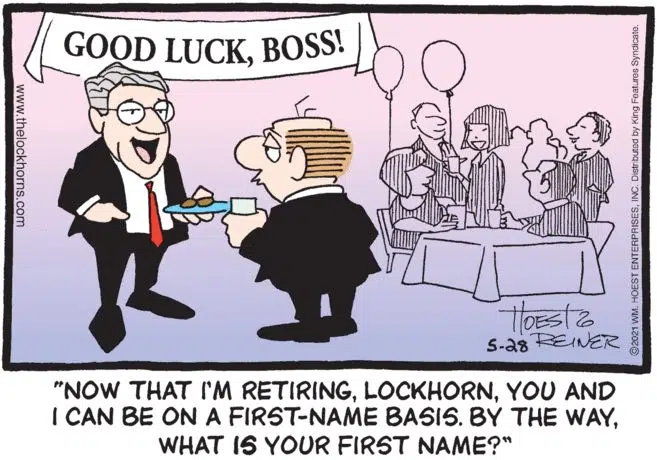 GOOD LUCK, BOSS!
www.thelockhorns.com
©2021 WM. HOEST ENTERPRISES, INC. Distributed by King Features Syndicate.
HOEST &
5-28 REINER
"NOW THAT I'M RETIRING, LOCKHORN, YOU AND
I CAN BE ON A FIRST-NAME BASIS. BY THE WAY,
WHAT IS YOUR FIRST NAME?"